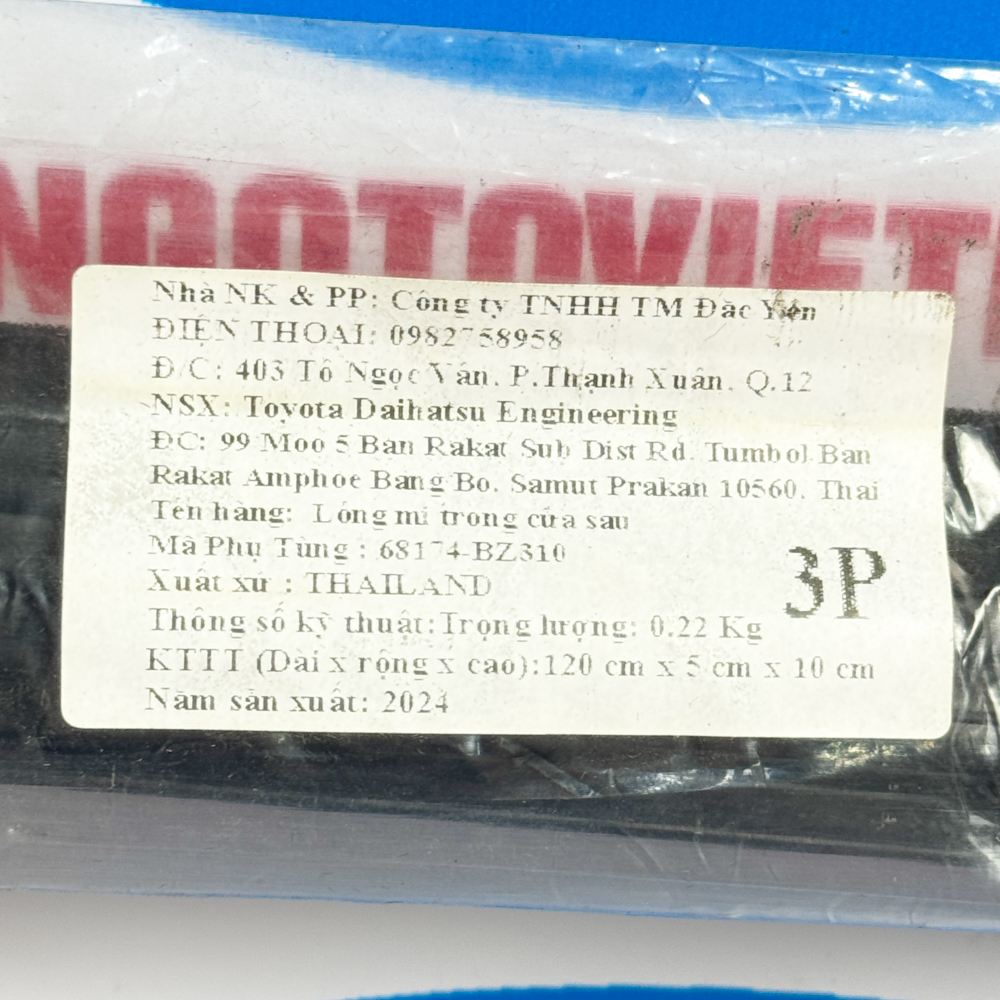 NGOTOVIET
Nhà NK & PP: Công ty TNHH TM Đăc Yên
ĐIỆN THOẠI: 0982758958
Đ/C: 403 Tô Ngọc Vân. P.Thạnh Xuân. Q.12
NSX: Toyota Daihatsu Engineering
ĐC: 99 Moo 5 Ban Rakat Sub Dist Rd. Tumbol Ban
Rakat Amphoe Bang Bo. Samut Prakan 10560. Thai
Tên hàng: Lông mi trong cửa sau
Mã Phụ Tùng : 68174-BZ310
Xuất xứ : THAILAND
3P
Thông số kỹ thuật: Trọng lượng: 0.22 Kg
KTTT (Dài x rộng x cao):120 cm x 5 cm x 10 cm
Năm sản xuất: 2024